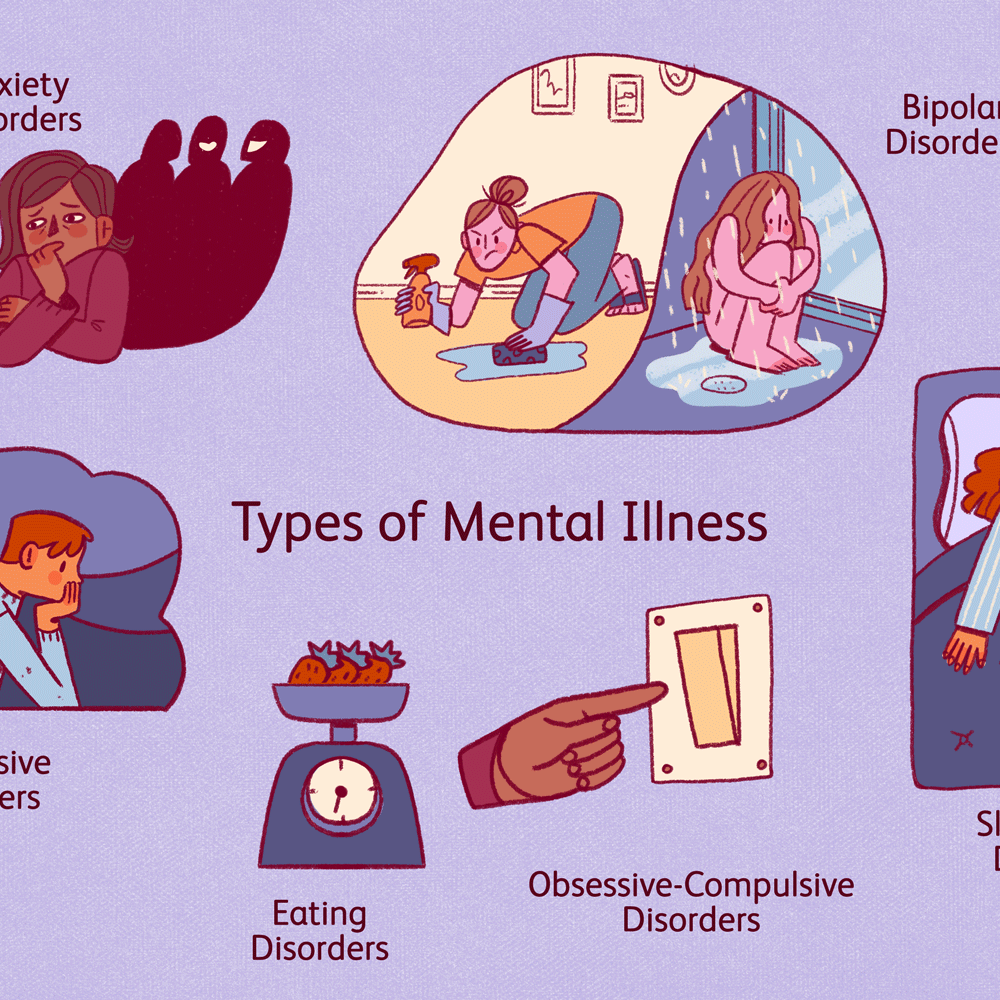 xiety
orders
Bipolar
Disorde
Types of Mental Illness
sive
ers
Sl
D
Eating
Disorders
Obsessive-Compulsive
Disorders